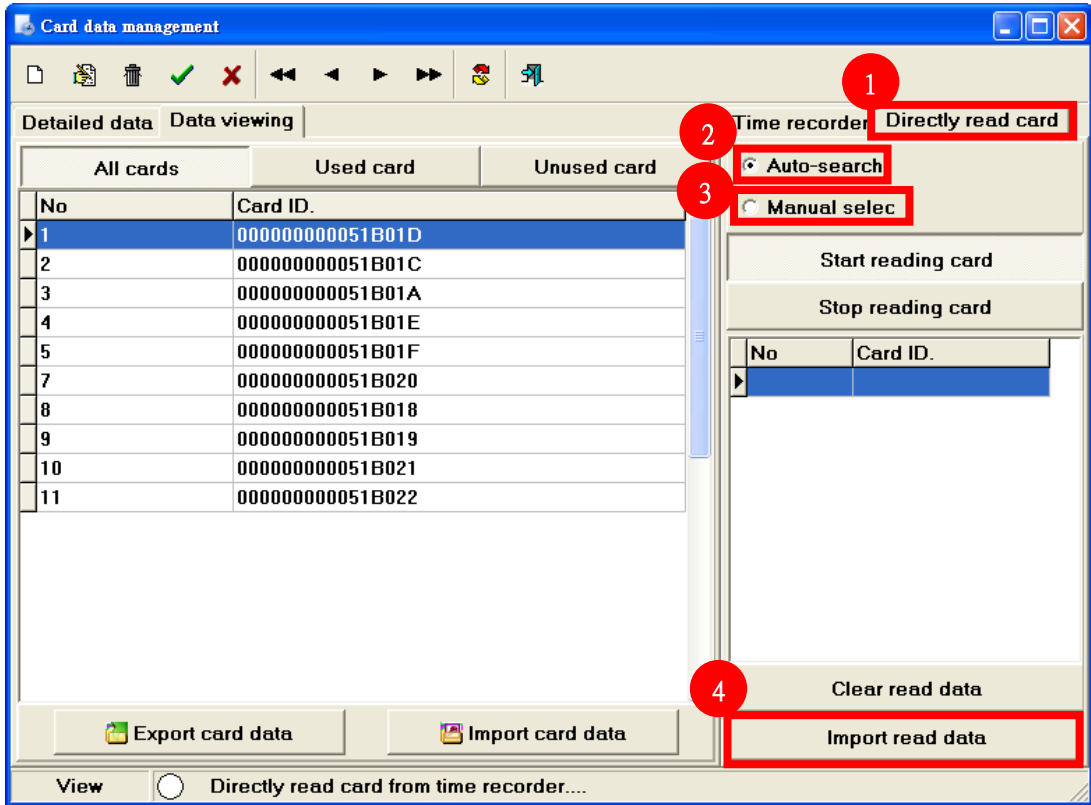 Card data management
1
Detailed data Data viewing
Time recorder Directly read card
2
All cards Used card Unused card
Auto-search
3
Manual selec
No Card ID.
1 000000000051B01D
2 000000000051B01C
3 000000000051B01A
4 000000000051B01E
5 000000000051B01F
7 000000000051B020
8 000000000051B018
9 000000000051B019
10 000000000051B021
11 000000000051B022
Start reading card
Stop reading card
No Card ID.
4
Clear read data
Export card data Import card data
Import read data
View Directly read card from time recorder....